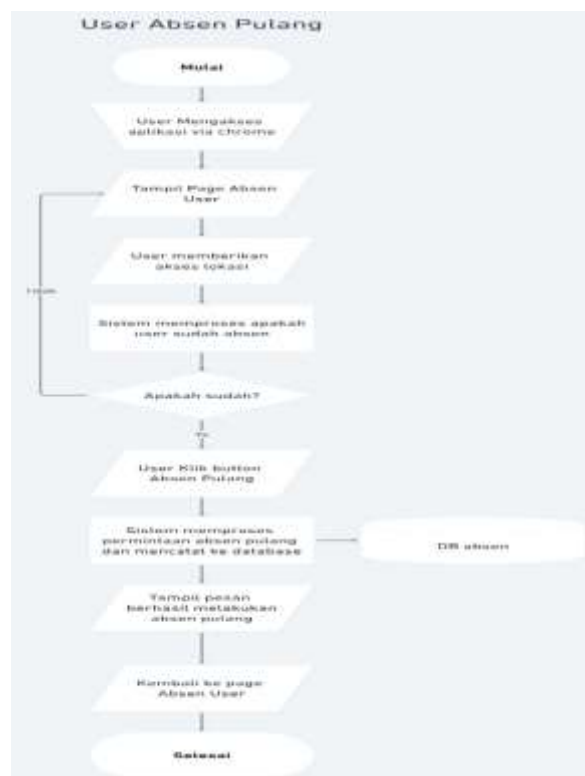 User Absen Pulang
Mulai
User Mengakses
aplikasi via chrome
Tampil Page Absen
User
User memberikan
akses lokasi
Sistem memproses apakah
user sudah absen
Apakah sudah?
Tidak
Ya
User Klik button
Absen Pulang
Sistem memproses
permintaan absen pulang
dan mencatat ke database
DB absen
Tampil pesan
berhasil melakukan
absen pulang
Kembali ke page
Absen User
Selesai